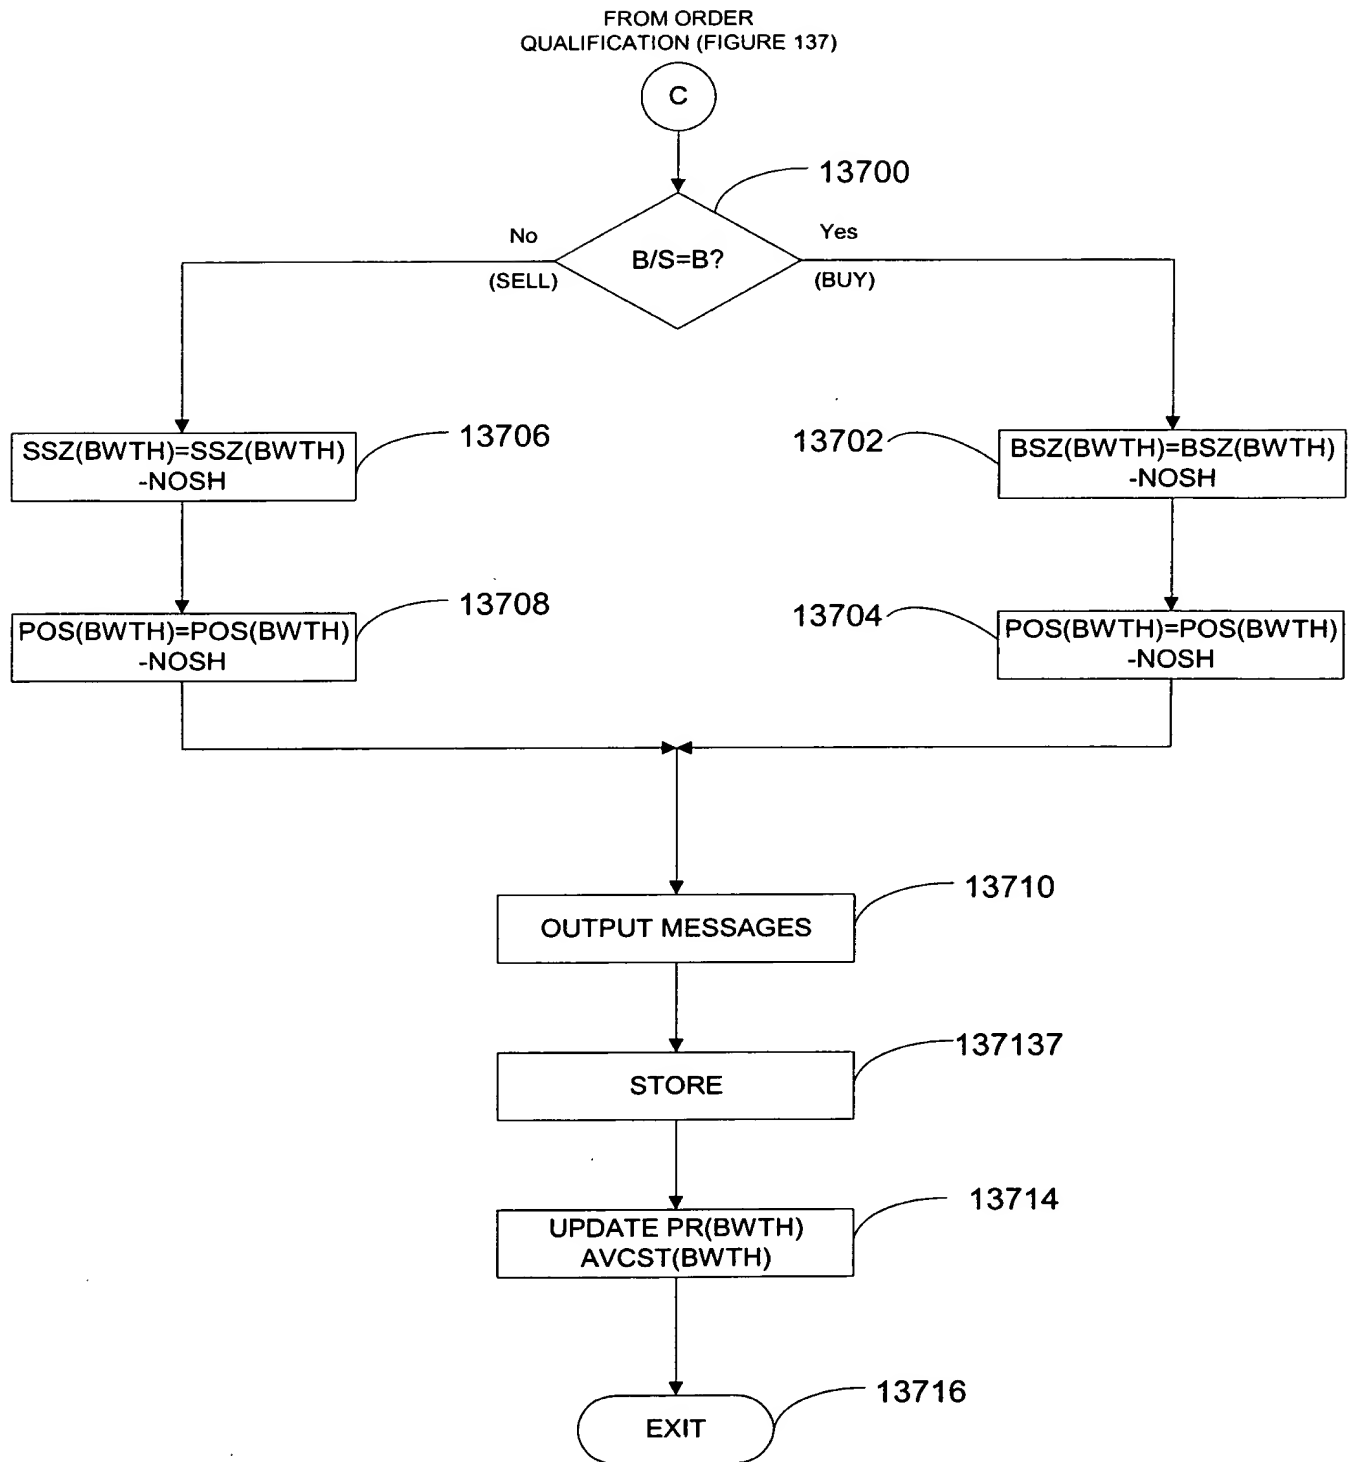 FROM ORDER
QUALIFICATION (FIGURE 137)
C
13700
No
Yes
B/S=B?
(SELL)
(BUY)
SSZ(BWTH)=SSZ(BWTH)
-NOSH
13706
13702
BSZ(BWTH)=BSZ(BWTH)
-NOSH
POS(BWTH)=POS(BWTH)
-NOSH
13708
13704
POS(BWTH)=POS(BWTH)
-NOSH
13710
OUTPUT MESSAGES
137137
STORE
13714
UPDATE PR(BWTH)
AVCST(BWTH)
13716
EXIT